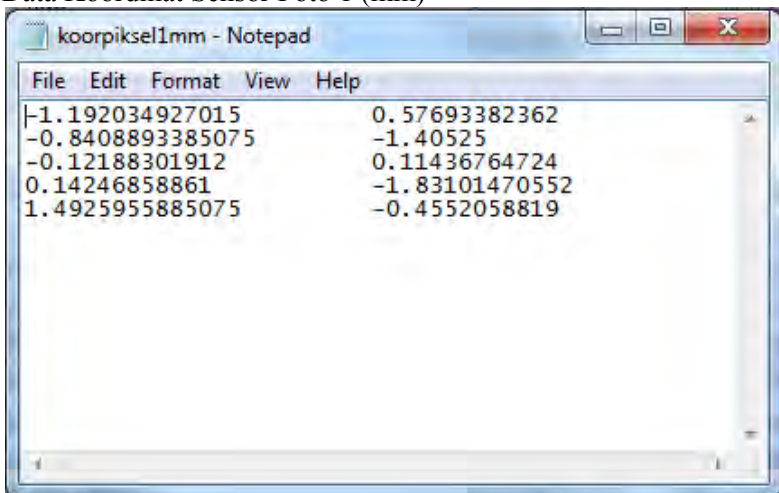 Data Koordinat Sensor Foto 1 (mm)
koorpiksel1mm - Notepad
File Edit Format View Help
-1.192034927015 0.57693382362
-0.8408893385075 -1.40525
-0.12188301912 0.11436764724
0.14246858861 -1.83101470552
1.4925955885075 -0.4552058819